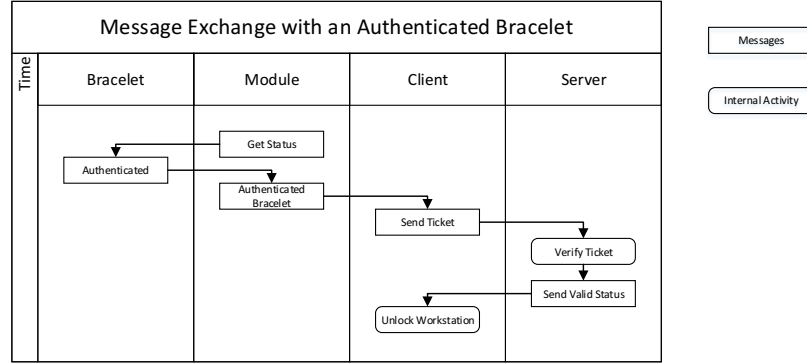 Message Exchange with an Authenticated Bracelet
Time
Bracelet
Module
Client
Server
Get Status
Authenticated
Authenticated
Bracelet
Send Ticket
Verify Ticket
Send Valid Status
Unlock Workstation
Messages
Internal Activity